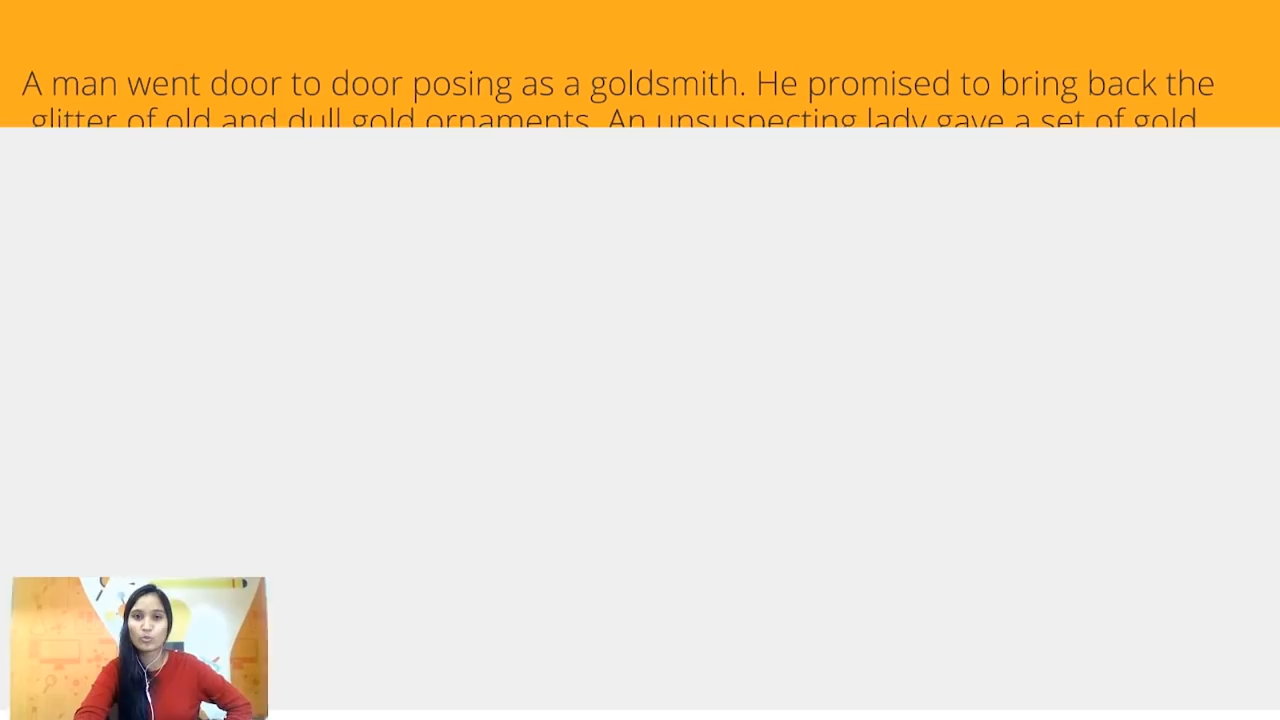 A man went door to door posing as a goldsmith. He promised to bring back the
glitter of old and dull gold ornaments. An unsuspecting lady gave a set of gold